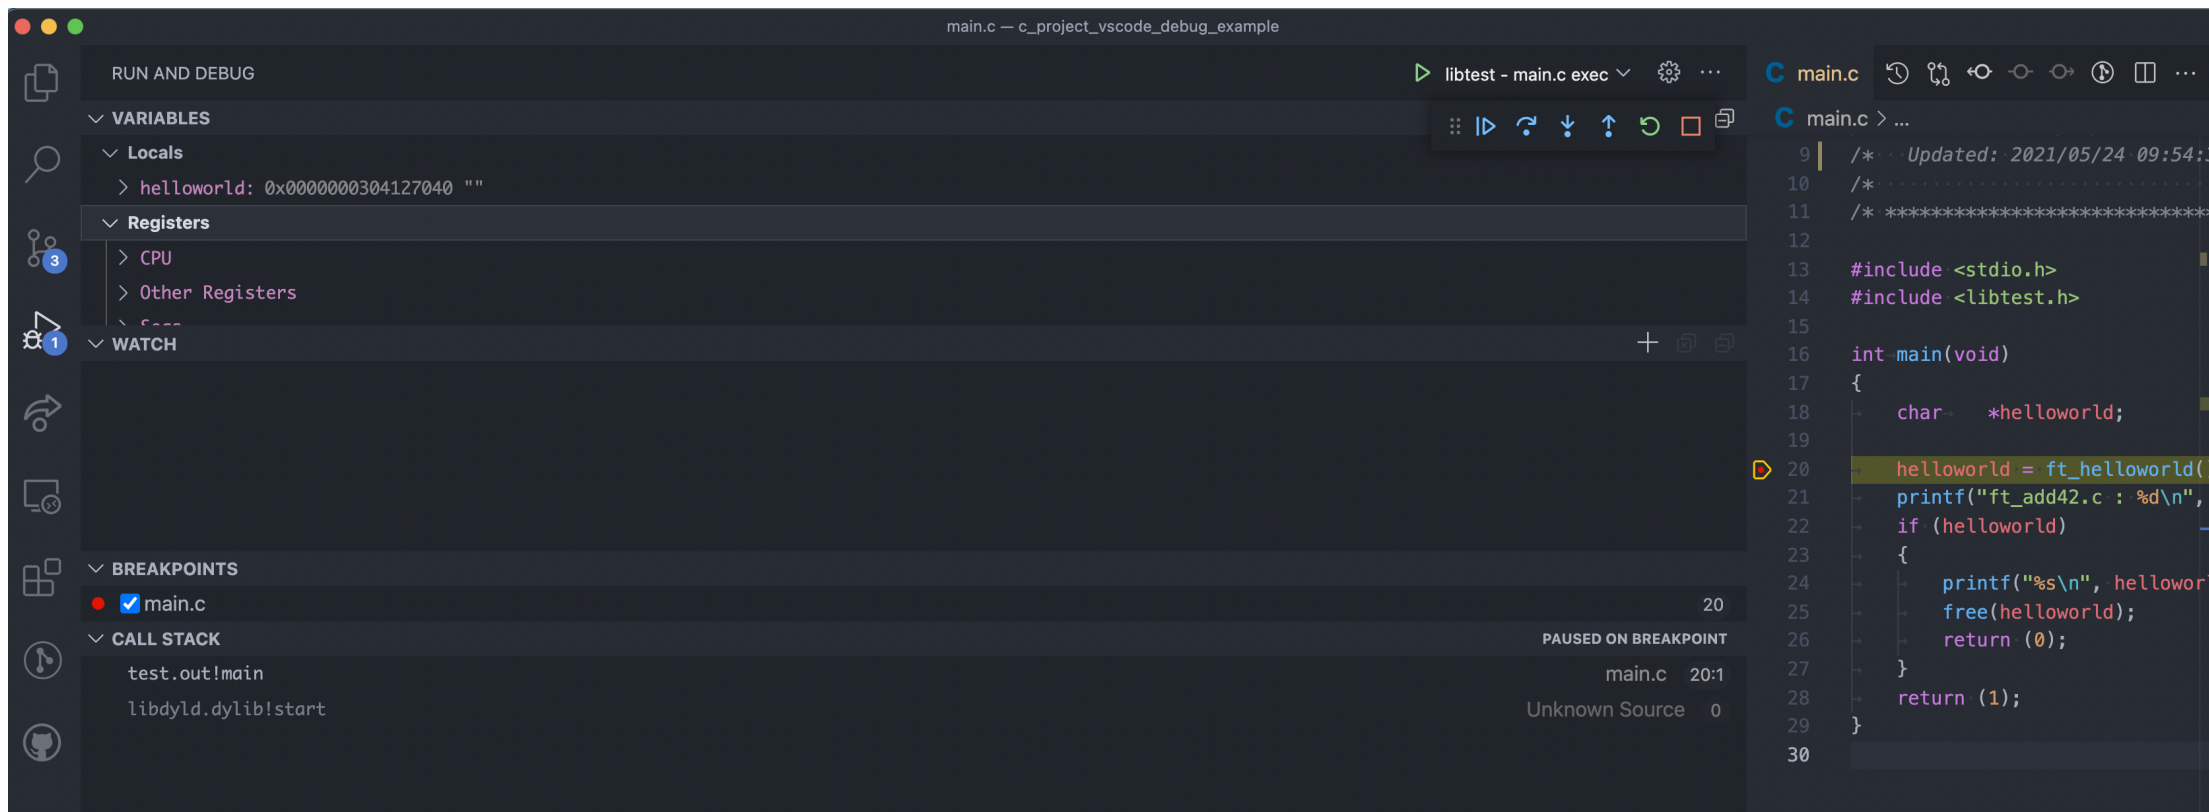 main.c — c_project_vscode_debug_example
RUN AND DEBUG
libtest - main.c exec
VARIABLES
Locals
helloworld: 0x0000000304127040 ""
Registers
CPU
Other Registers
3
1
WATCH
BREAKPOINTS
main.c 20
CALL STACK PAUSED ON BREAKPOINT
test.out!main main.c 20:1
libdyld.dylib!start Unknown Source 0
main.c
main.c > ...
9 /* Updated: 2021/05/24 09:54:
10 /*
11 /* ******************************
12
13 #include <stdio.h>
14 #include <libtest.h>
15
16 int main(void)
17 {
18 char *helloworld;
19
20 helloworld = ft_helloworld(
21 printf("ft_add42.c : %d\n",
22 if (helloworld)
23 {
24 printf("%s\n", hellowor
25 free(helloworld);
26 return (0);
27 }
28 return (1);
29 }
30